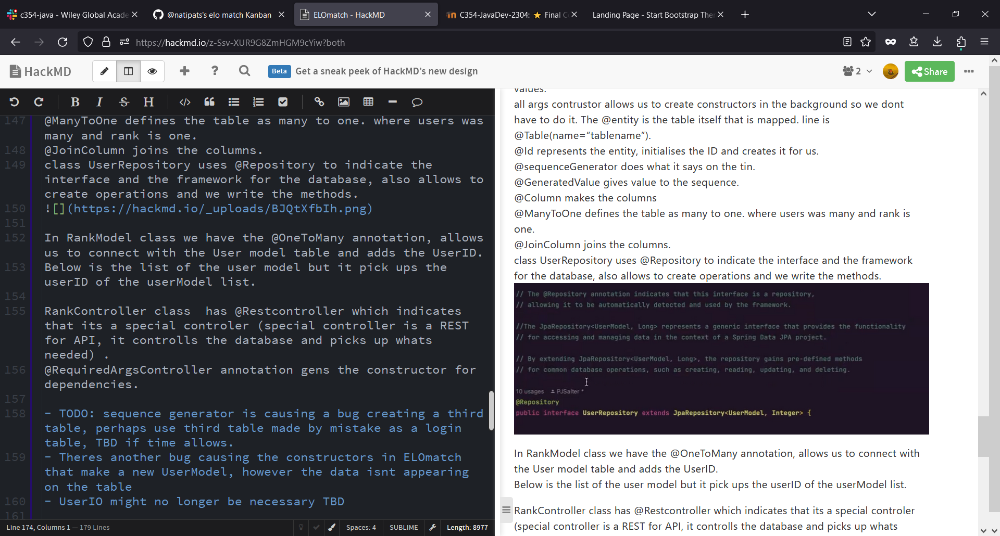 c354-java - Wiley Global Acade
@natipats's elo match Kanban
ELOmatch - HackMD
C354-JavaDev-2304: ⭐ Final C
Landing Page - Start Bootstrap The
https://hackmd.io/z-Ssv-XUR9G8ZmHGM9cYiw?both
HackMD
Beta Get a sneak peek of HackMD's new design
2
Share
B I S H
147 @ManyToOne defines the table as many to one. where users was
many and rank is one.
148 @JoinColumn joins the columns.
149 class UserRepository uses @Repository to indicate the
interface and the framework for the database, also allows to
create operations and we write the methods.
150 ![](https://hackmd.io/_uploads/BJQtXfbIh.png)
151
152 In RankModel class we have the @OneToMany annotation, allows
us to connect with the User model table and adds the UserID.
153 Below is the list of the user model but it pick ups the
userID of the userModel list.
154
155 RankController class  has @Restcontroller which indicates
that its a special controler (special controller is a REST
for API, it controlls the database and picks up whats
needed) .
156 @RequiredArgsController annotation gens the constructor for
dependencies.
157
158 - TODO: sequence generator is causing a bug creating a third
table, perhaps use third table made by mistake as a login
table, TBD if time allows.
159 - Theres another bug causing the constructors in ELOmatch
that make a new UserModel, however the data isnt appearing
on the table
160 - UserIO might no longer be necessary TBD
161
Line 174, Columns 1 — 179 Lines
Spaces: 4
SUBLIME
Length: 8977
values.
all args contrustor allows us to create constructors in the background so we dont
have to do it. The @entity is the table itself that is mapped. line is
@Table(name=“tablename”).
@Id represents the entity, initialises the ID and creates it for us.
@sequenceGenerator does what it says on the tin.
@GeneratedValue gives value to the sequence.
@Column makes the columns
@ManyToOne defines the table as many to one. where users was many and rank is
one.
@JoinColumn joins the columns.
class UserRepository uses @Repository to indicate the interface and the framework
for the database, also allows to create operations and we write the methods.
// The @Repository annotation indicates that this interface is a repository,
// allowing it to be automatically detected and used by the framework.
//The JpaRepository<UserModel, Long> represents a generic interface that provides the functionality
// for accessing and managing data in the context of a Spring Data JPA project.
// By extending JpaRepository<UserModel, Long>, the repository gains pre-defined methods
// for common database operations, such as creating, reading, updating, and deleting.
10 usages PJSalter *
@Repository
public interface UserRepository extends JpaRepository<UserModel, Integer> {
In RankModel class we have the @OneToMany annotation, allows us to connect with
the User model table and adds the UserID.
Below is the list of the user model but it pick ups the userID of the userModel list.
RankController class has @Restcontroller which indicates that its a special controler
(special controller is a REST for API, it controlls the database and picks up whats